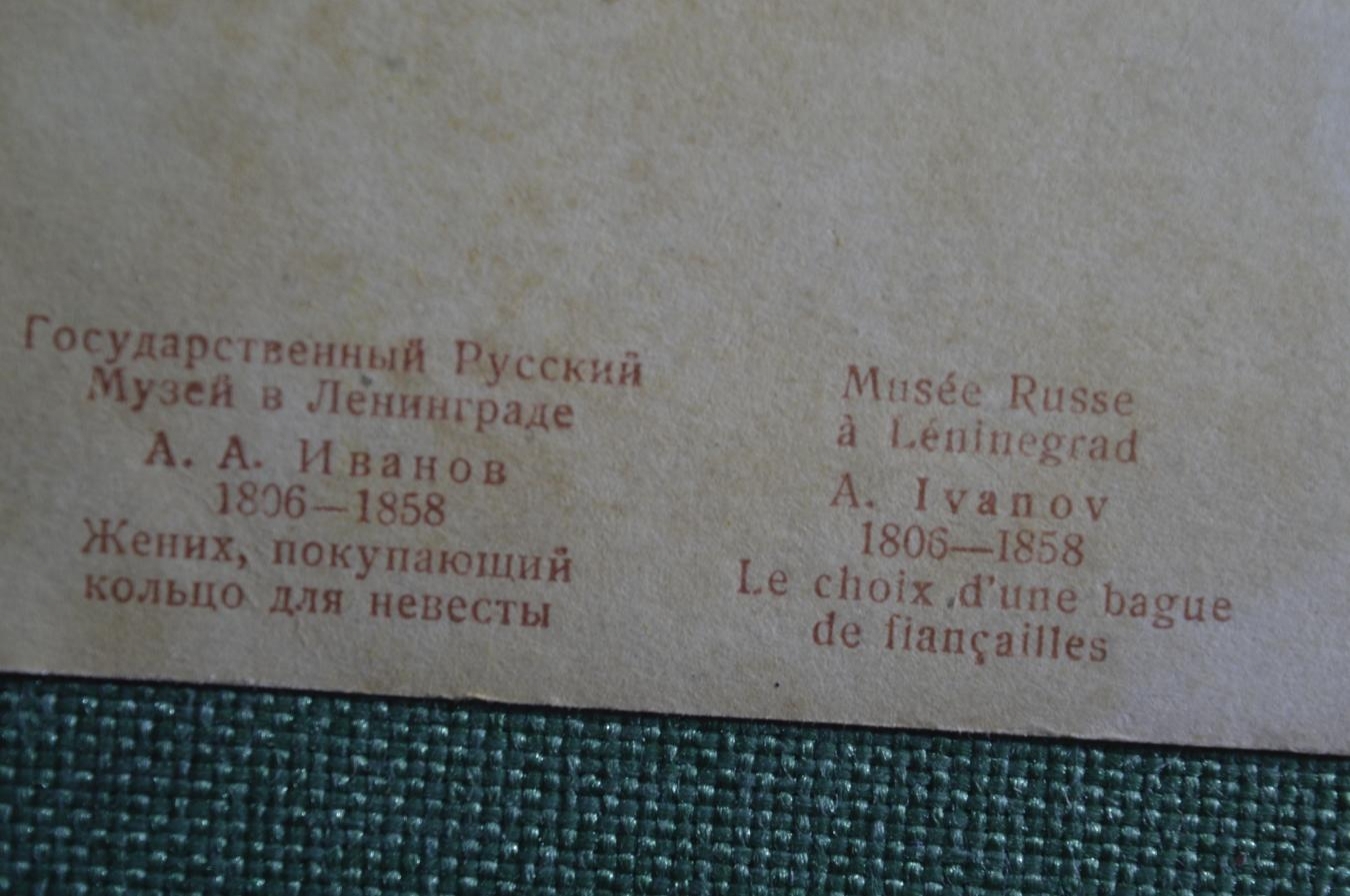 Государственный Русский
Музей в Ленинграде
А. А. Иванов
1806—1858
Жених, покупающий
кольцо для невесты
Musée Russe
à Léninegrad
A. Ivanov
1806—1858
Le choix d'une bague
de fiançailles